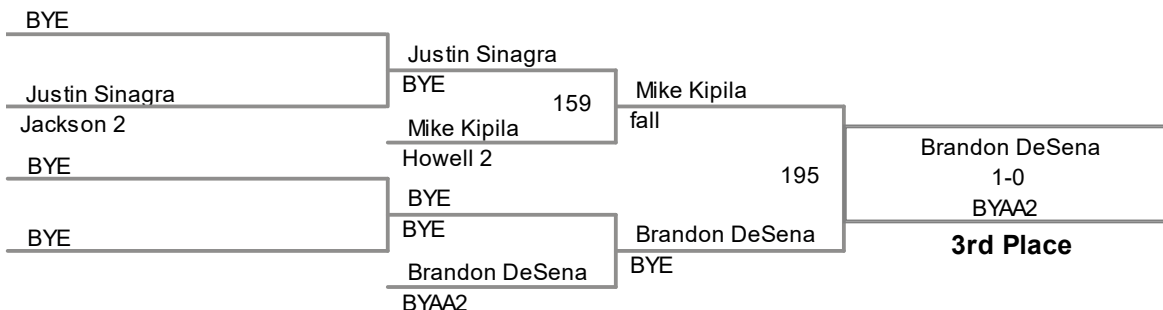 BYE
Justin Sinagra
Jackson 2
BYE
BYE
Justin Sinagra
BYE
159
Mike Kipila
Howell 2
BYE
BYE
Brandon DeSena
BYAA2
Mike Kipila
fall
195
Brandon DeSena
BYE
Brandon DeSena
1-0
BYAA2
3rd Place